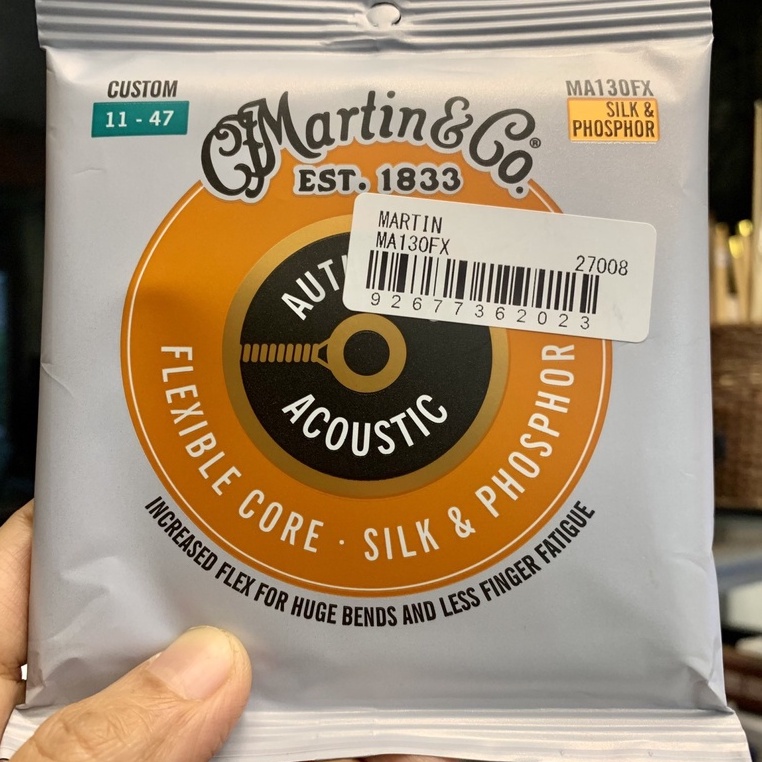 CUSTOM
11 - 47
MA130FX
SILK &
PHOSPHOR
CFMartin & Co.®
EST. 1833
MARTIN
MA130FX
27008
92677362023
ACOUSTIC
FLEXIBLE CORE · SILK & PHOSPHOR
INCREASED FLEX FOR HUGE BENDS AND LESS FINGER FATIGUE